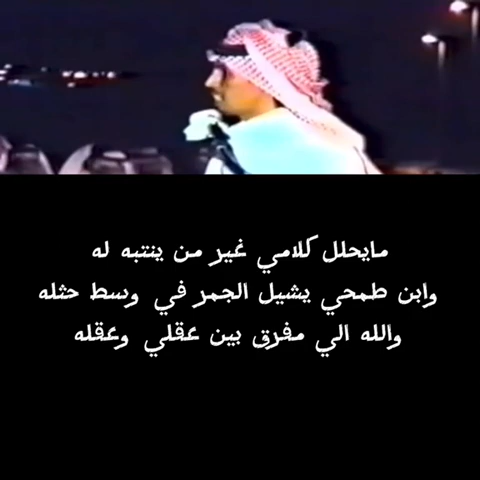 مايحلل كلامي غير من ينتبه له
وابن طمحي يشيل الجمر في وسط حثله
والله الي مفرق بين عقلي وعقله